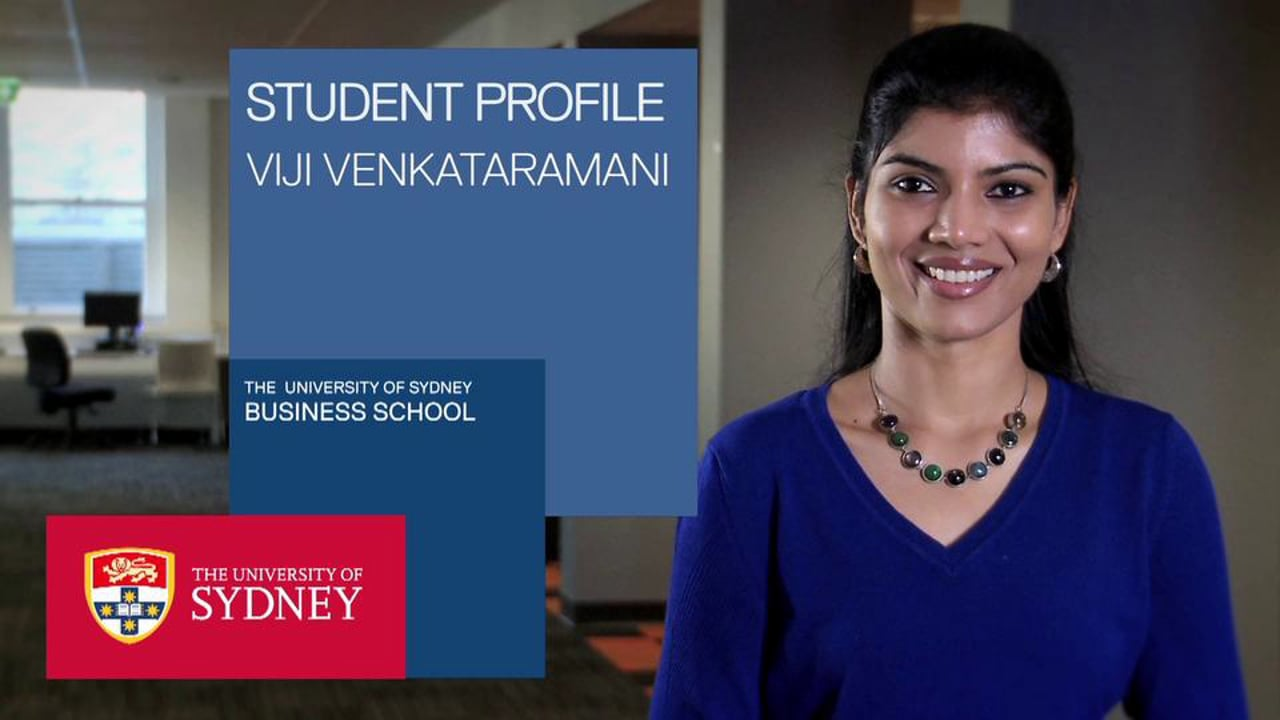 STUDENT PROFILE
VIJI VENKATARAMANI
THE UNIVERSITY OF SYDNEY
BUSINESS SCHOOL
THE UNIVERSITY OF
SYDNEY